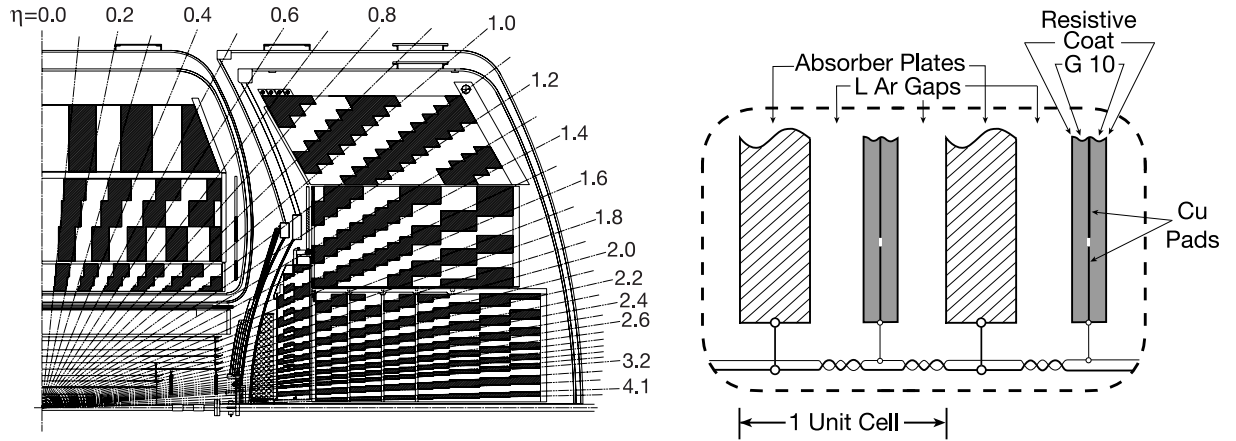 η=0.0 0.2 0.4 0.6 0.8 1.0
1.2
1.4
1.6
1.8
2.0
2.2
2.4
2.6
3.2
4.1
Absorber Plates
L Ar Gaps
Resistive
Coat
G 10
Cu
Pads
1 Unit Cell